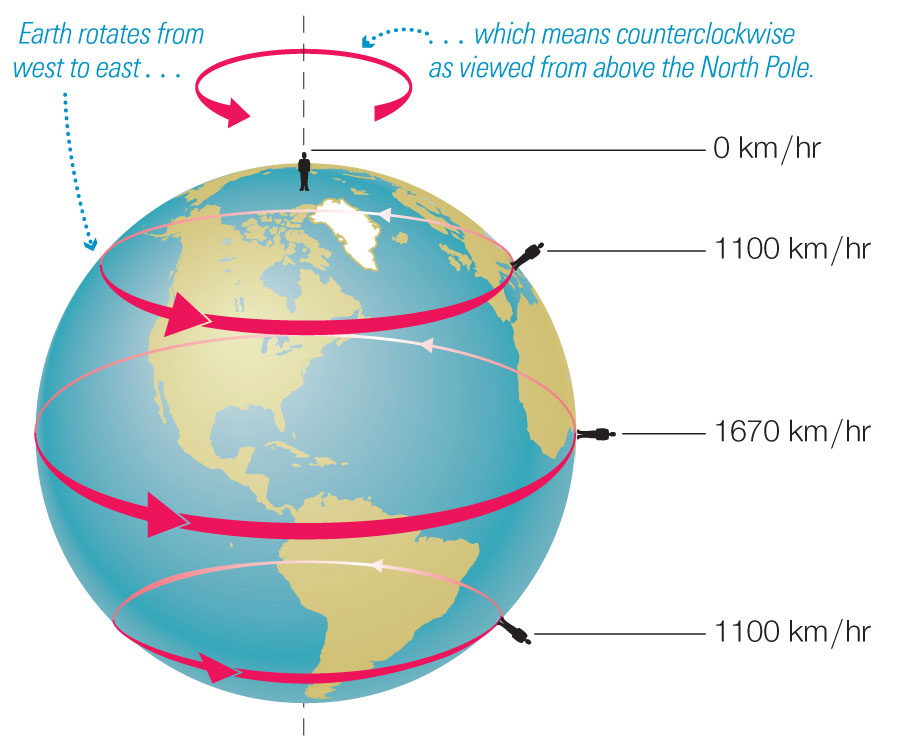 Earth rotates from
west to east . . .
. . . which means counterclockwise
as viewed from above the North Pole.
0 km/hr
1100 km/hr
1670 km/hr
1100 km/hr